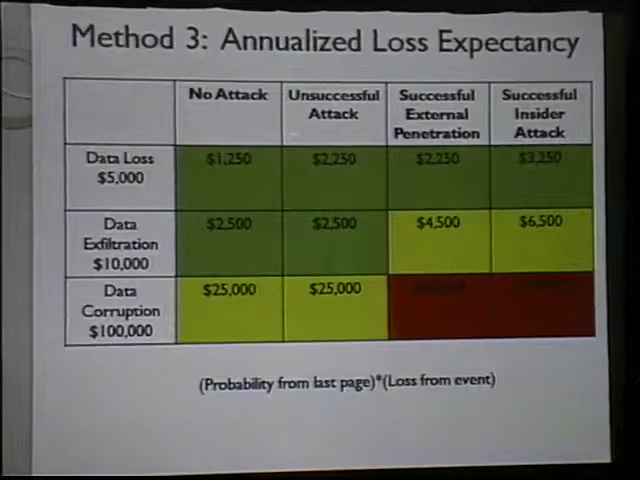 Method 3: Annualized Loss Expectancy
No Attack
Unsuccessful
Attack
Successful
External
Penetration
Successful
Insider
Attack
Data Loss
$5,000
$1,250
$2,250
$2,250
$3,250
Data
Exfiltration
$10,000
$2,500
$2,500
$4,500
$6,500
Data
Corruption
$100,000
$25,000
$25,000
(Probability from last page)*(Loss from event)